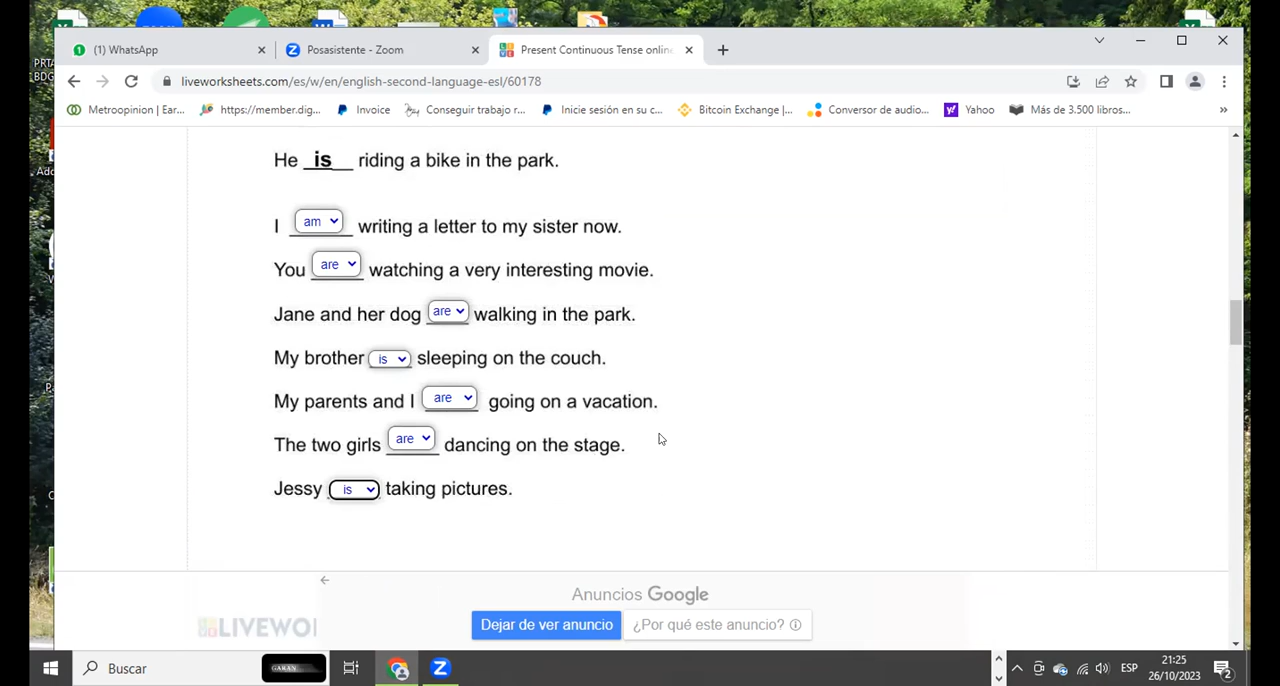 (1) WhatsApp
Posasistente - Zoom
Present Continuous Tense online
liveworksheets.com/es/w/en/english-second-language-esl/60178
Metroopinion | Ear...
https://member.dig...
Invoice
Conseguir trabajo r...
Inicie sesión en su c...
Bitcoin Exchange |...
Conversor de audio...
Yahoo
Más de 3.500 libros...
He is riding a bike in the park.
I am writing a letter to my sister now.
You are watching a very interesting movie.
Jane and her dog are walking in the park.
My brother is sleeping on the couch.
My parents and I are going on a vacation.
The two girls are dancing on the stage.
Jessy is taking pictures.
Anuncios Google
Dejar de ver anuncio
¿Por qué este anuncio?
LIVEWO
Buscar
ESP
21:25
26/10/2023
2